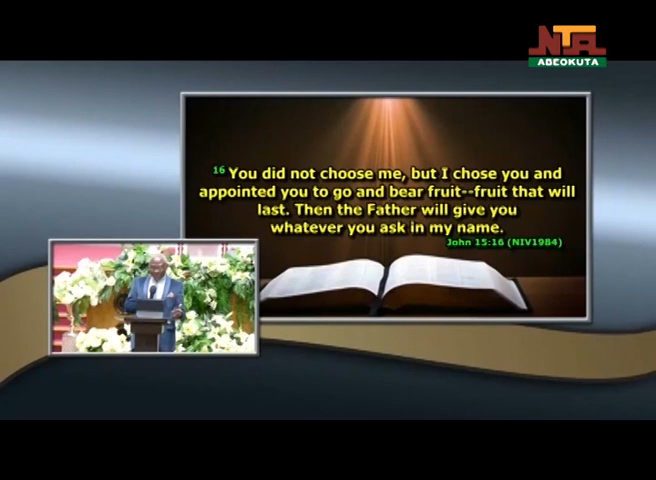 NTA
ABEOKUTA
16 You did not choose me, but I chose you and
appointed you to go and bear fruit--fruit that will
last. Then the Father will give you
whatever you ask in my name.
John 15:16 (NIV1984)